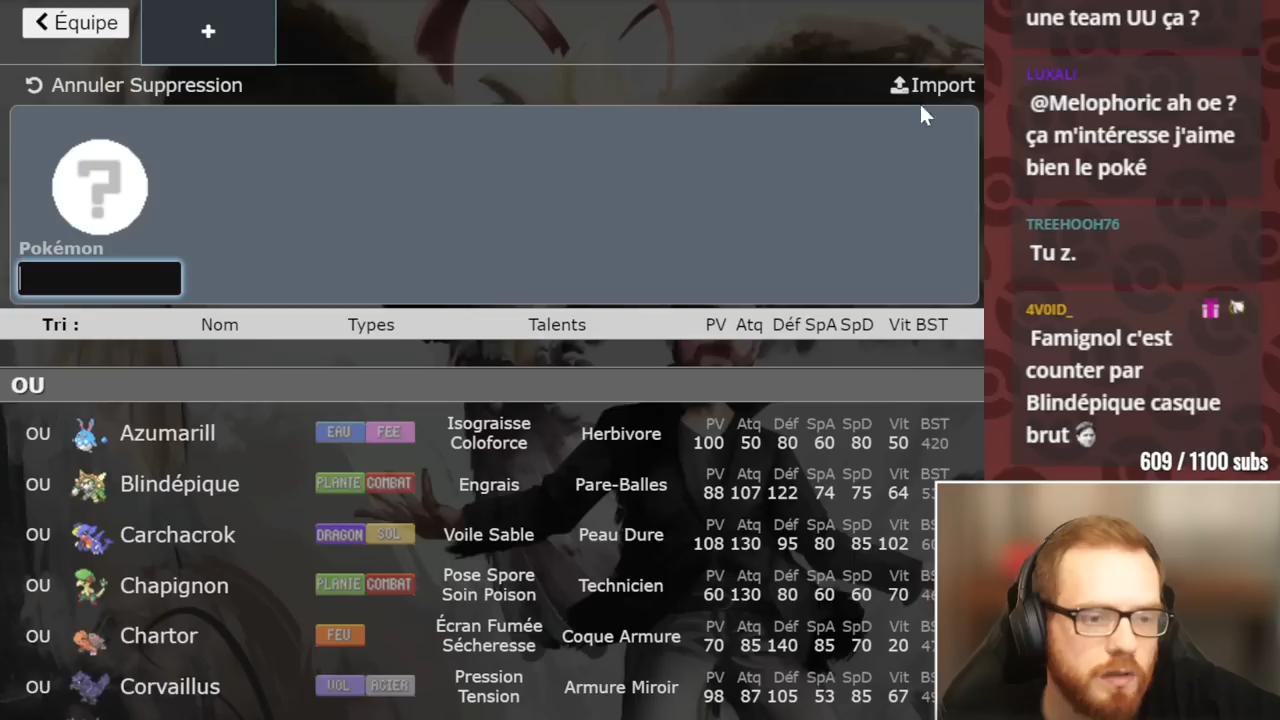 Équipe
+
Annuler Suppression
Import
Pokémon
Tri :
Nom
Types
Talents
PV Atq Déf SpA SpD Vit BST
OU
OU Azumarill EAU FEE Isograisse Coloforce Herbivore PV 100 Atq 50 Déf 80 SpA 60 SpD 80 Vit 50 BST 420
OU Blindépique PLANTE COMBAT Engrais Pare-Balles PV 88 Atq 107 Déf 122 SpA 74 SpD 75 Vit 64
OU Carchacrok DRAGON SOL Voile Sable Peau Dure PV 108 Atq 130 Déf 95 SpA 80 SpD 85 Vit 102
OU Chapignon PLANTE COMBAT Pose Spore Soin Poison Technicien PV 60 Atq 130 Déf 80 SpA 60 SpD 60 Vit 70
OU Chartor FEU Écran Fumée Sécheresse Coque Armure PV 70 Atq 85 Déf 140 SpA 85 SpD 70 Vit 20
OU Corvaillus VOL ACIER Pression Tension Armure Miroir PV 98 Atq 87 Déf 105 SpA 53 SpD 85 Vit 67
une team UU ça ?
LUXALI
@Melophoric ah oe ?
ça m'intéresse j'aime
bien le poké
TREEHOOH76
Tu z.
4V0ID_
Famignol c'est
counter par
Blindépique casque
brut
609 / 1100 subs